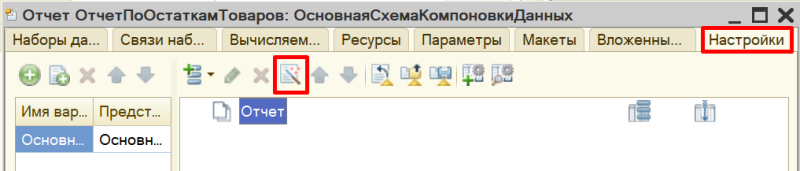 Отчет ОтчетПоОстаткамТоваров: ОсновнаяСхемаКомпоновкиДанных
Наборы да... Связи наб... Вычисляем... Ресурсы Параметры Макеты Вложенны... Настройки
Имя вар... Предст...
Отчет
Основн... Основн...